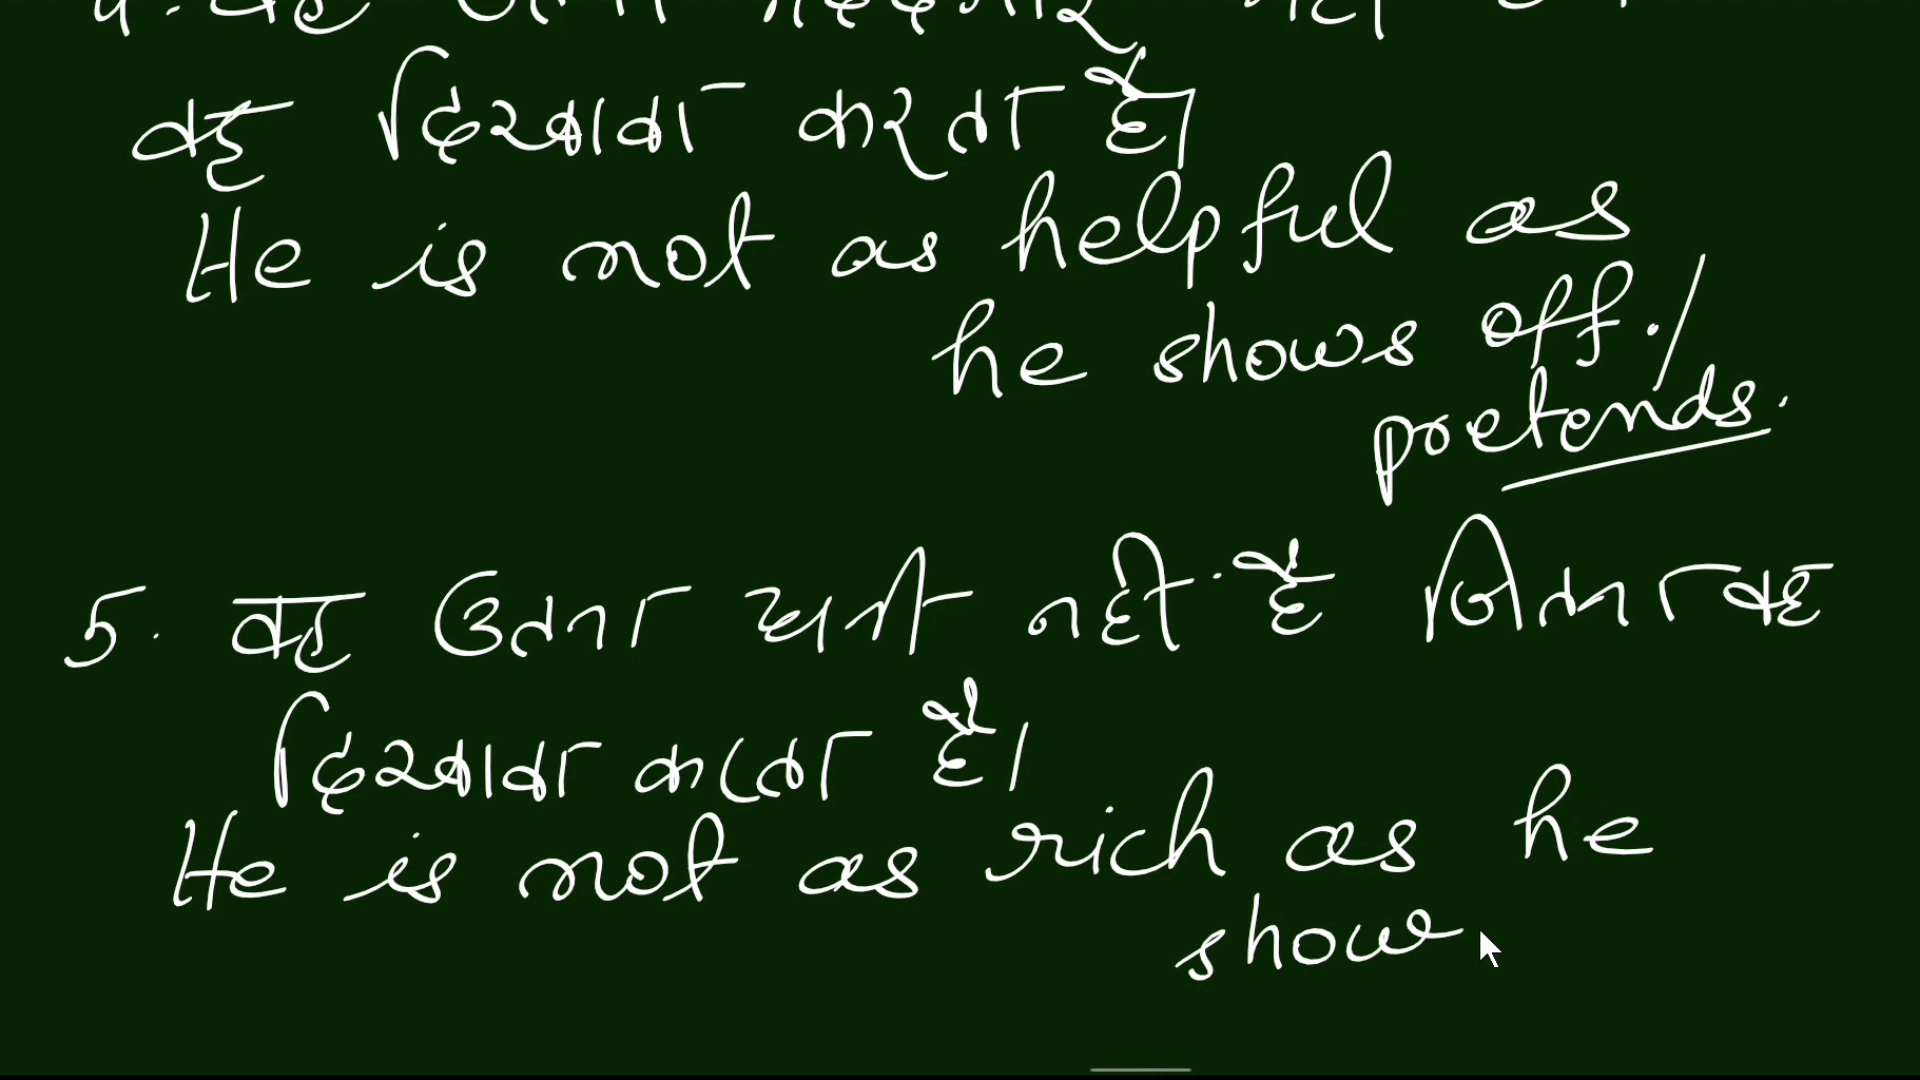 वह दिखावा करता है।
He is not as helpful as
he shows off. /
pretends.
5. वह उतना धनी नहीं है जितना वह
दिखावा करता है।
He is not as rich as he
show